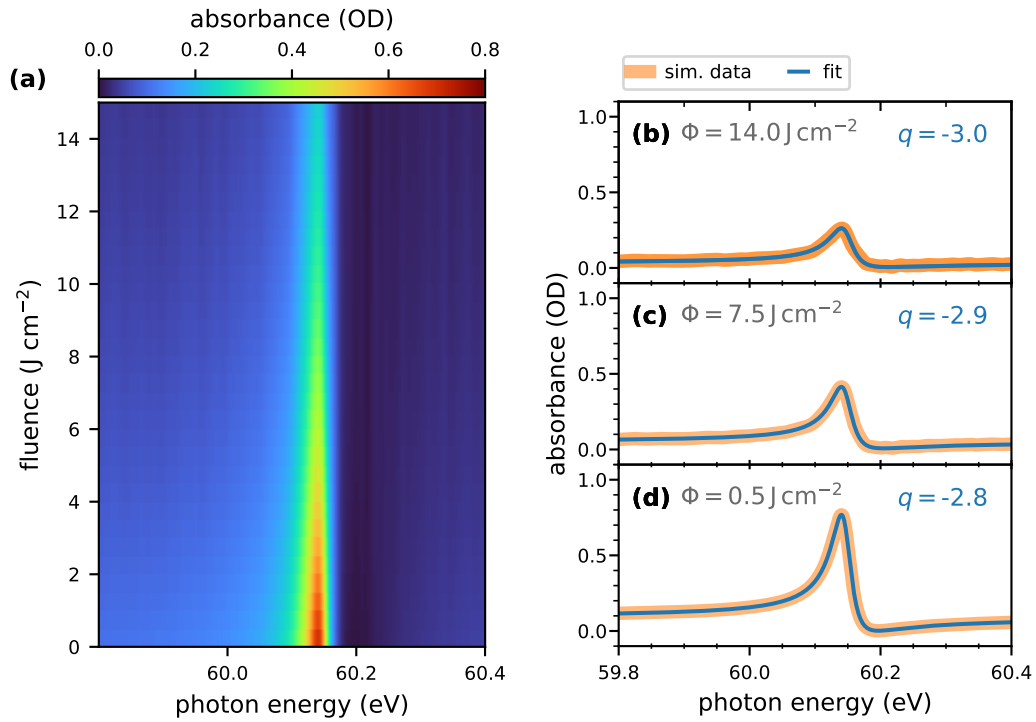 absorbance (OD)
0.0 0.2 0.4 0.6 0.8
(a)
14
12
10
8
6
4
2
0
fluence (J cm⁻²)
60.0 60.2 60.4
photon energy (eV)
sim. data fit
(b) Φ = 14.0 J cm⁻² q = -3.0
1.0
0.5
0.0
(c) Φ = 7.5 J cm⁻² q = -2.9
1.0
0.5
0.0
(d) Φ = 0.5 J cm⁻² q = -2.8
1.0
0.5
0.0
absorbance (OD)
59.8 60.0 60.2 60.4
photon energy (eV)